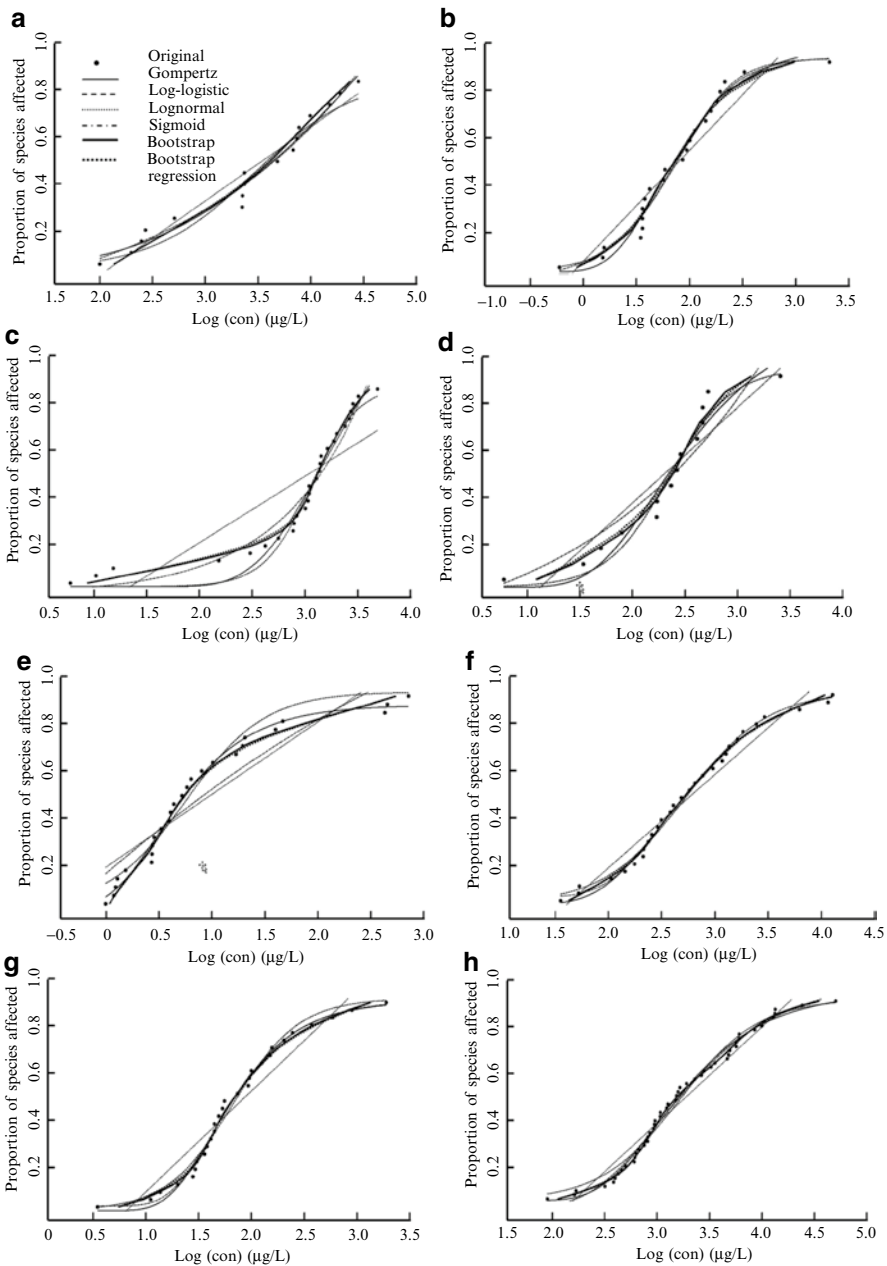 a
1.0
0.8
0.6
0.4
0.2
Proportion of species affected
Original
Gompertz
Log-logistic
Lognormal
Sigmoid
Bootstrap
Bootstrap
regression
1.5 2.0 2.5 3.0 3.5 4.0 4.5 5.0
Log (con) (µg/L)
b
1.0
0.8
0.6
0.4
0.2
Proportion of species affected
−1.0 −0.5 0 1.5 2.0 2.5 3.0 3.5
Log (con) (µg/L)
c
1.0
0.8
0.6
0.4
0.2
Proportion of species affected
0.5 1.0 1.5 2.0 2.5 3.0 3.5 4.0
Log (con) (µg/L)
d
1.0
0.8
0.6
0.4
0.2
Proportion of species affected
0.5 1.0 1.5 2.0 2.5 3.0 3.5 4.0
Log (con) (µg/L)
e
1.0
0.8
0.6
0.4
0.2
Proportion of species affected
−0.5 0 0.5 1.0 1.5 2.0 2.5 3.0
Log (con) (µg/L)
f
1.0
0.8
0.6
0.4
0.2
Proportion of species affected
1.0 1.5 2.0 2.5 3.0 3.5 4.0 4.5
Log (con) (µg/L)
g
1.0
0.8
0.6
0.4
0.2
Proportion of species affected
0 0.5 1.0 1.5 2.0 2.5 3.0 3.5
Log (con) (µg/L)
h
1.0
0.8
0.6
0.4
0.2
Proportion of species affected
1.5 2.0 2.5 3.0 3.5 4.0 4.5 5.0
Log (con) (µg/L)